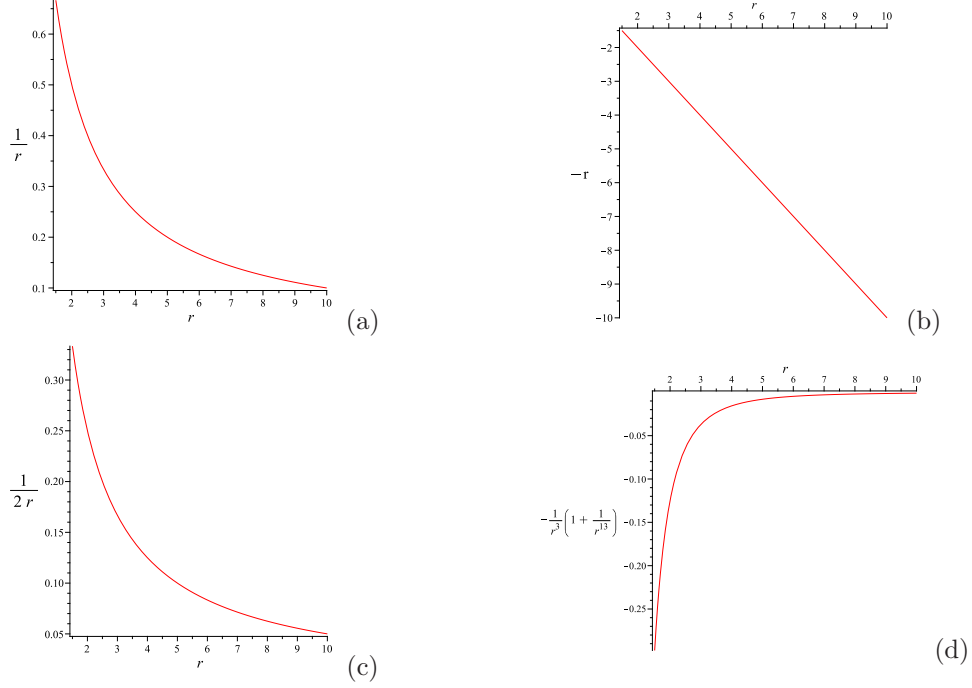 0.6
0.5
0.4
0.3
0.2
0.1
1/r
2 3 4 5 6 7 8 9 10
r
(a)
r
2 3 4 5 6 7 8 9 10
−2
−3
−4
−5
−6
−7
−8
−9
−10
−r
(b)
0.30
0.25
0.20
0.15
0.10
0.05
1/(2 r)
2 3 4 5 6 7 8 9 10
r
(c)
r
2 3 4 5 6 7 8 9 10
−0.05
−0.10
−0.15
−0.20
−0.25
−1/r³(1 + 1/r¹³)
(d)